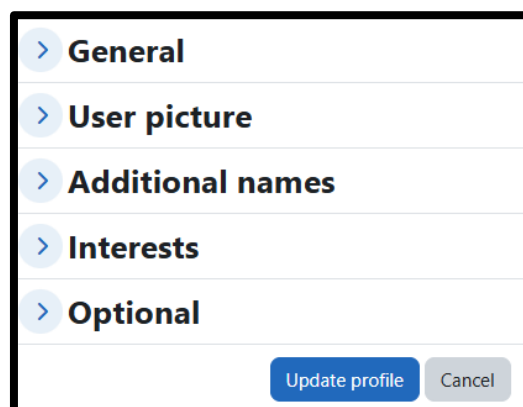 General
User picture
Additional names
Interests
Optional
Update profile Cancel